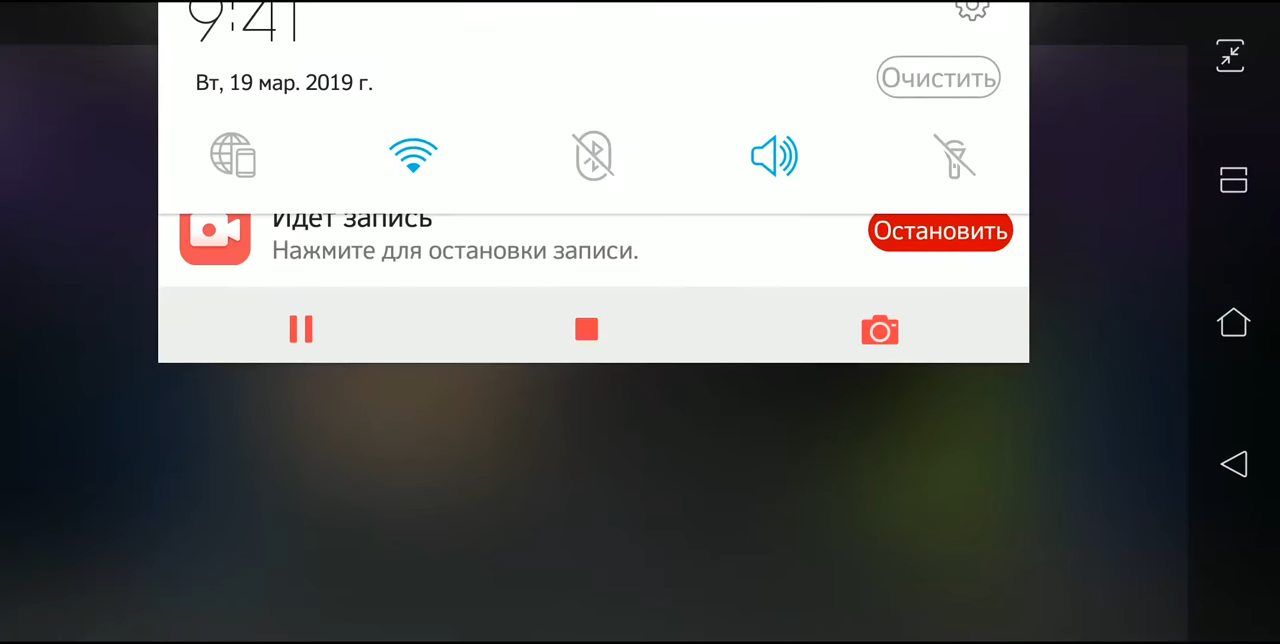 9:41
Вт, 19 мар. 2019 г.
Очистить
Идет запись
Нажмите для остановки записи.
Остановить